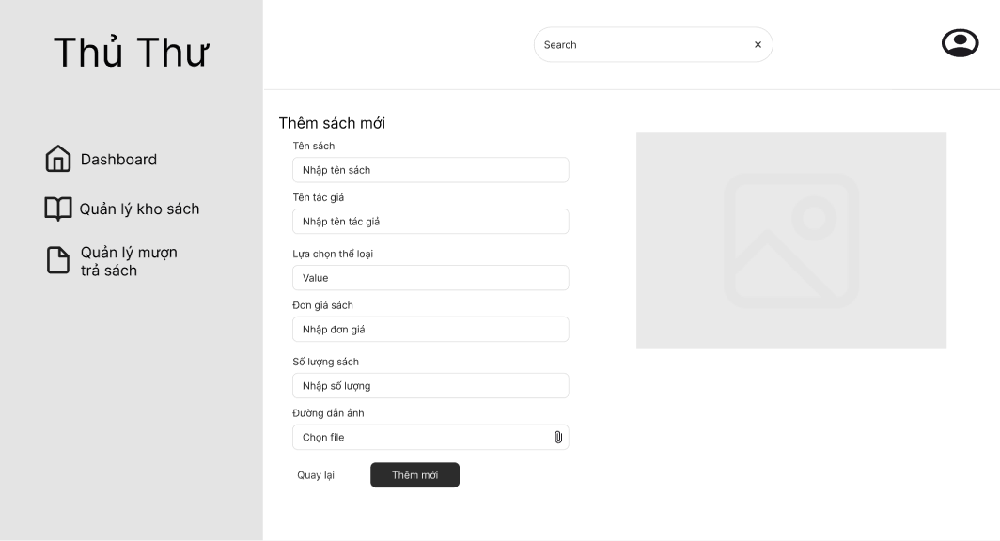 Thủ Thư
Dashboard
Quản lý kho sách
Quản lý mượn
trả sách
Search
Thêm sách mới
Tên sách
Nhập tên sách
Tên tác giả
Nhập tên tác giả
Lựa chọn thể loại
Value
Đơn giá sách
Nhập đơn giá
Số lượng sách
Nhập số lượng
Đường dẫn ảnh
Chọn file
Quay lại
Thêm mới